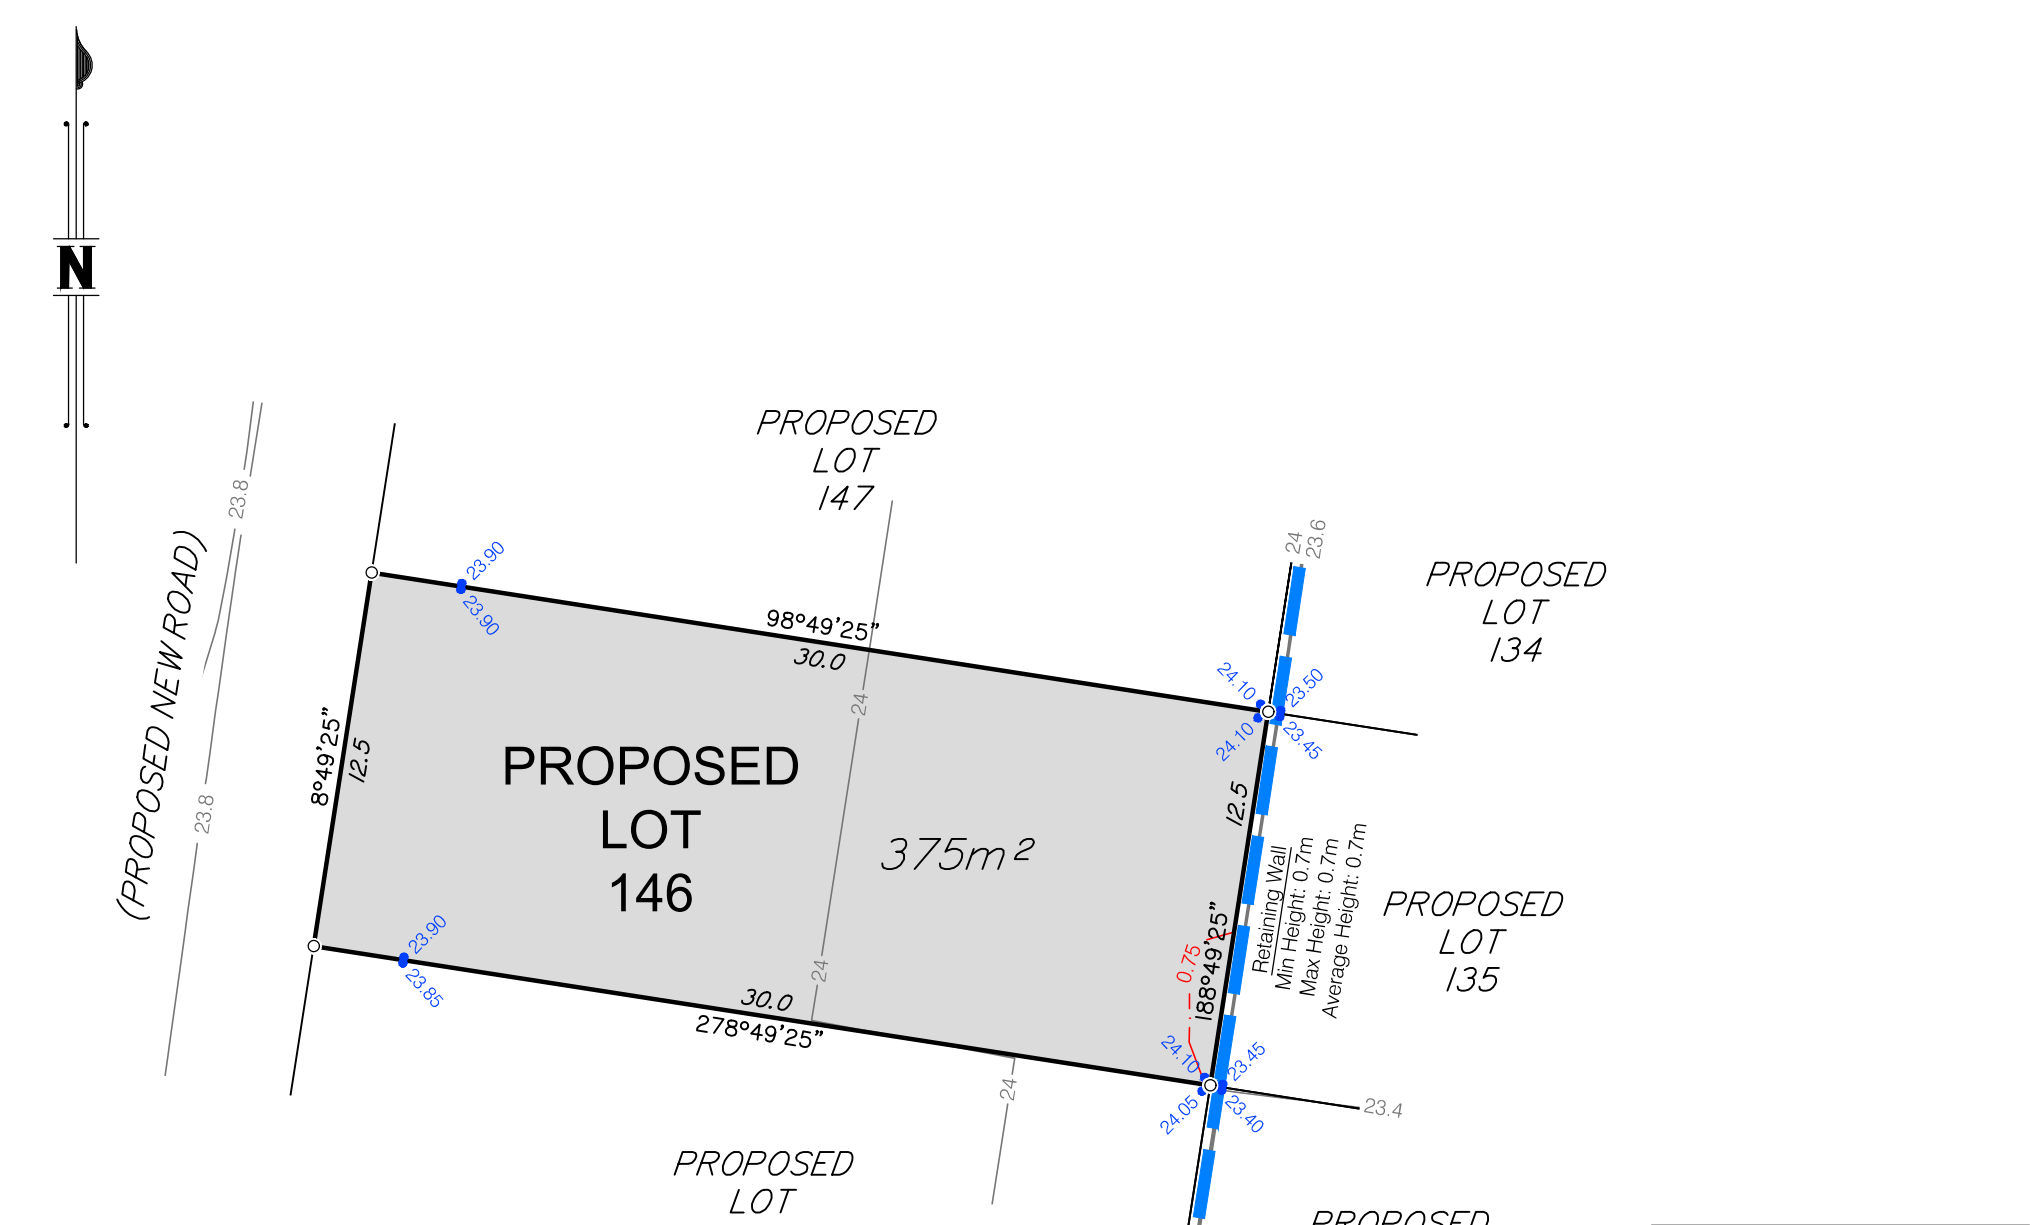 N
PROPOSED
LOT
147
24
23.6
23.8
PROPOSED
LOT
134
(PROPOSED NEW ROAD)
23.90
23.90
98°49'25"
30.0
24
24.10
23.50
24.10
23.45
8°49'25"
12.5
23.8
PROPOSED
LOT
146
375m²
12.5
188°49'25"
Retaining Wall
Min Height: 0.7m
Max Height: 0.7m
Average Height: 0.7m
PROPOSED
LOT
135
23.90
23.85
24
30.0
278°49'25"
0.75
24.10
23.45
24.05
23.40
24
23.4
PROPOSED
LOT
PROPOSED